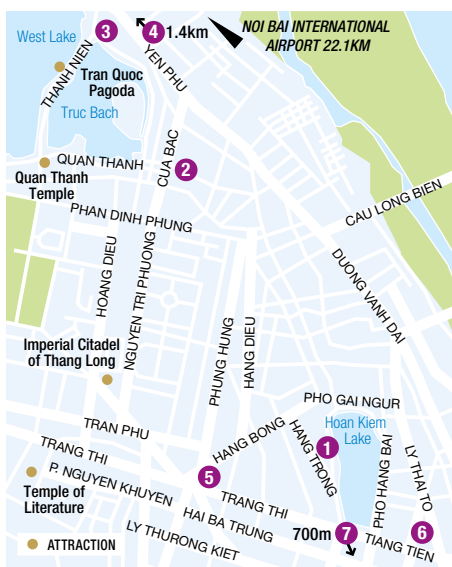 NOI BAI INTERNATIONAL
AIRPORT 22.1KM
West Lake
3
4
1.4km
THANH NIEN
YEN PHU
Tran Quoc
Pagoda
Truc Bach
QUAN THANH
CUA BAC
2
Quan Thanh
Temple
PHAN DINH PHUNG
CAU LONG BIEN
HOANG DIEU
NGUYEN TRI PHUONG
DUONG VANH DAI
Imperial Citadel
of Thang Long
PHUNG HUNG
HANG DIEU
PHO GAI NGUR
TRAN PHU
HANG BONG
HANG TRONG
Hoan Kiem
Lake
1
PHO HANG BAI
LY THAI TO
TRANG THI
5
P. NGUYEN KHUYEN
TRANG THI
Temple of
Literature
HAI BA TRUNG
700m
7
6
TIANG TIEN
LY THURONG KIET
ATTRACTION